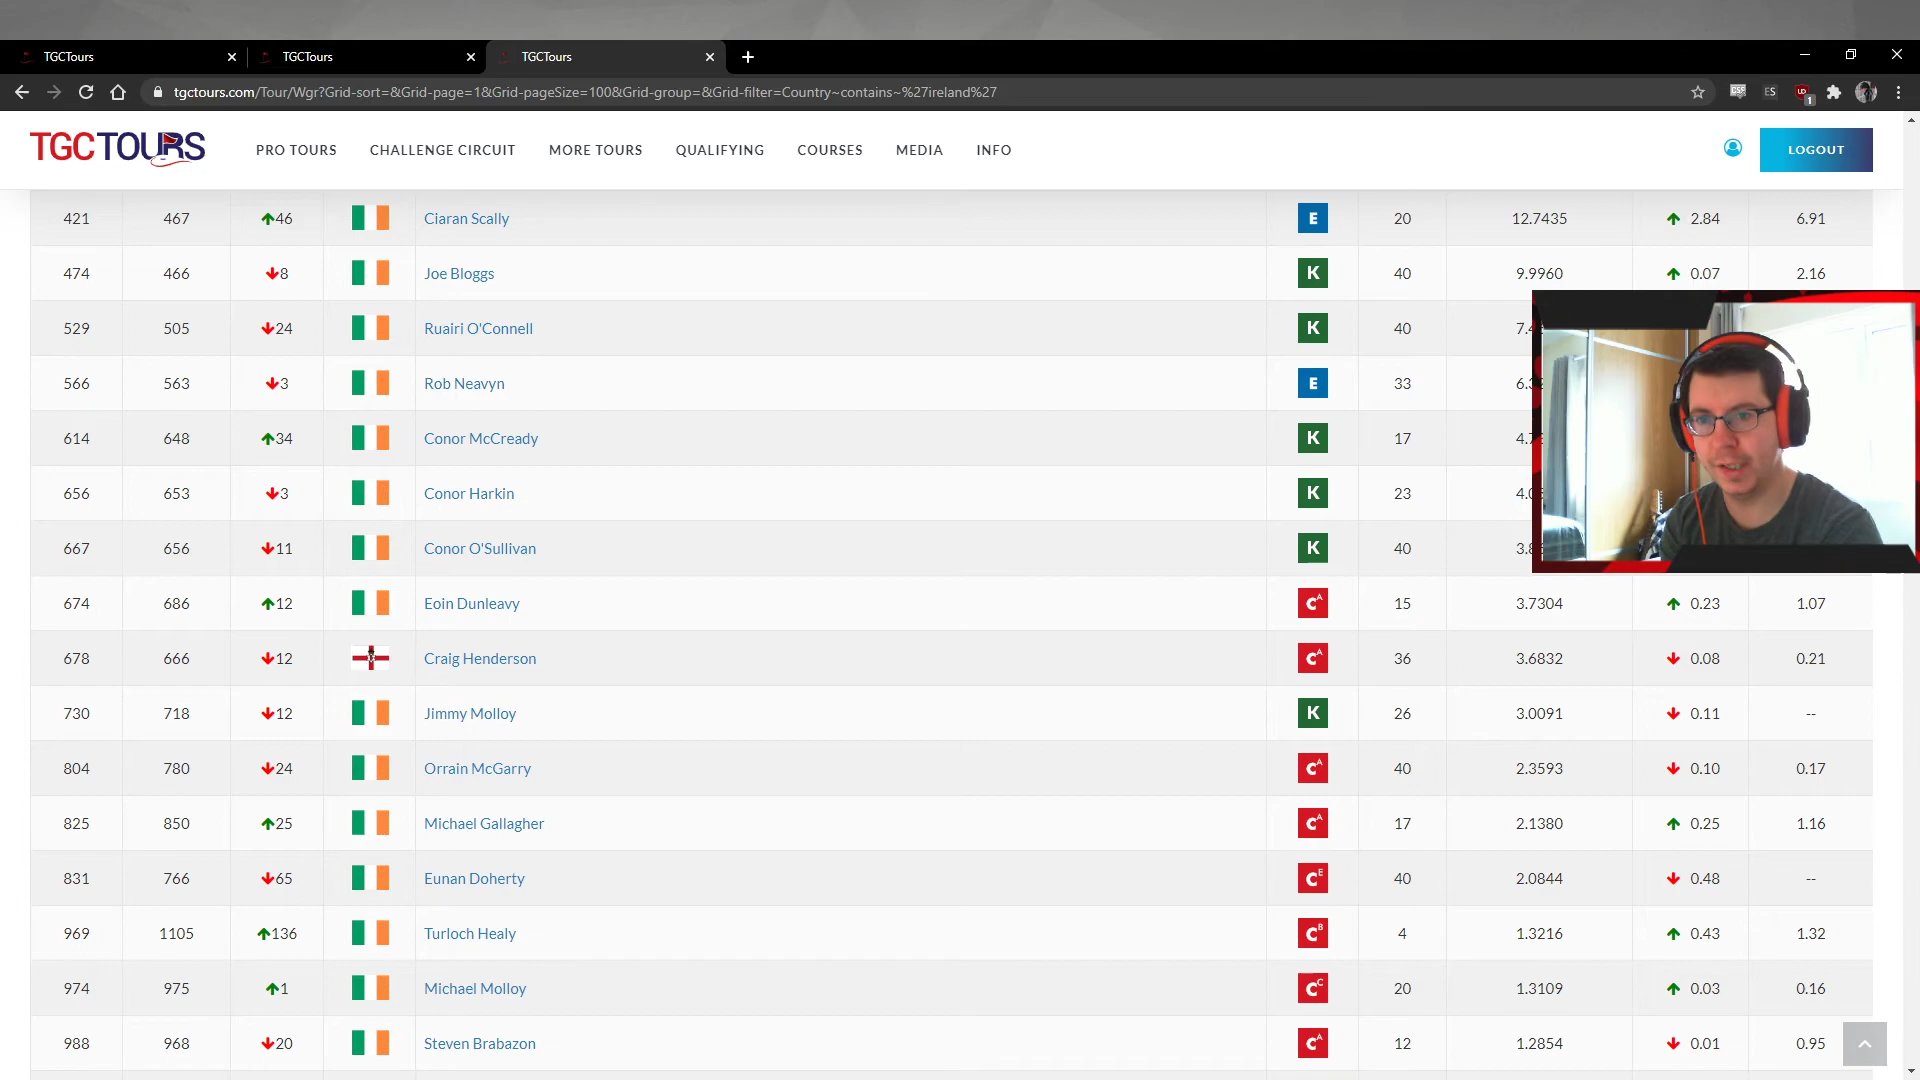 TGCTours
TGCTours
TGCTours
tgctours.com/Tour/Wgr?Grid-sort=&Grid-page=1&Grid-pageSize=100&Grid-group=&Grid-filter=Country~contains~%27ireland%27
ES
1
TGCTOURS PRO TOURS CHALLENGE CIRCUIT MORE TOURS QUALIFYING COURSES MEDIA INFO LOGOUT
421 467 46 Ciaran Scally E 20 12.7435 2.84 6.91
474 466 8 Joe Bloggs K 40 9.9960 0.07 2.16
529 505 24 Ruairi O'Connell K 40
566 563 3 Rob Neavyn E 33
614 648 34 Conor McCready K 17
656 653 3 Conor Harkin K 23
667 656 11 Conor O'Sullivan K 40
674 686 12 Eoin Dunleavy CA 15 3.7304 0.23 1.07
678 666 12 Craig Henderson CA 36 3.6832 0.08 0.21
730 718 12 Jimmy Molloy K 26 3.0091 0.11 --
804 780 24 Orrain McGarry CA 40 2.3593 0.10 0.17
825 850 25 Michael Gallagher CA 17 2.1380 0.25 1.16
831 766 65 Eunan Doherty CE 40 2.0844 0.48 --
969 1105 136 Turloch Healy CB 4 1.3216 0.43 1.32
974 975 1 Michael Molloy CC 20 1.3109 0.03 0.16
988 968 20 Steven Brabazon CA 12 1.2854 0.01 0.95